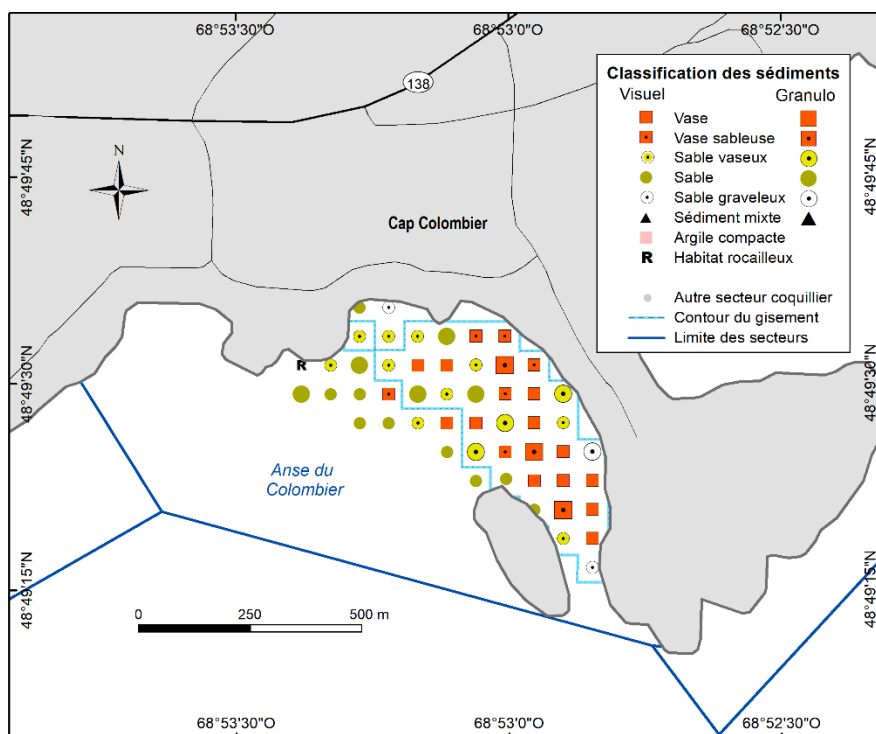 68°53'30"O 68°53'0"O 68°52'30"O
138
Classification des sédiments
Visuel Granulo
Vase
Vase sableuse
Sable vaseux
Sable
Sable graveleux
Sédiment mixte
Argile compacte
R Habitat rocailleux
Autre secteur coquillier
Contour du gisement
Limite des secteurs
48°49'45"N 48°49'45"N
N
Cap Colombier
R
48°49'30"N 48°49'30"N
Anse du
Colombier
48°49'15"N 48°49'15"N
0 250 500 m
68°53'30"O 68°53'0"O 68°52'30"O